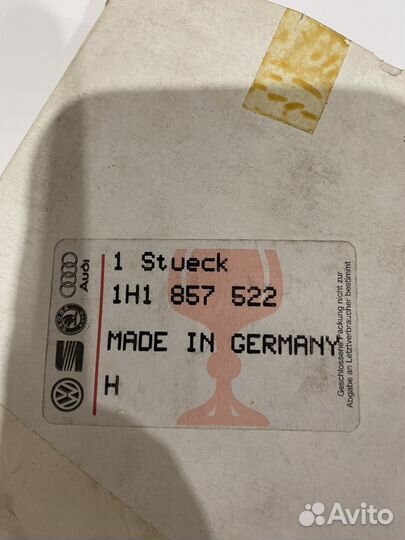 1 Stueck
1H1 857 522
MADE IN GERMANY
H
Audi
Geschlossene Packung nicht zur
Abgabe an Letztverbraucher bestimmt
Avito